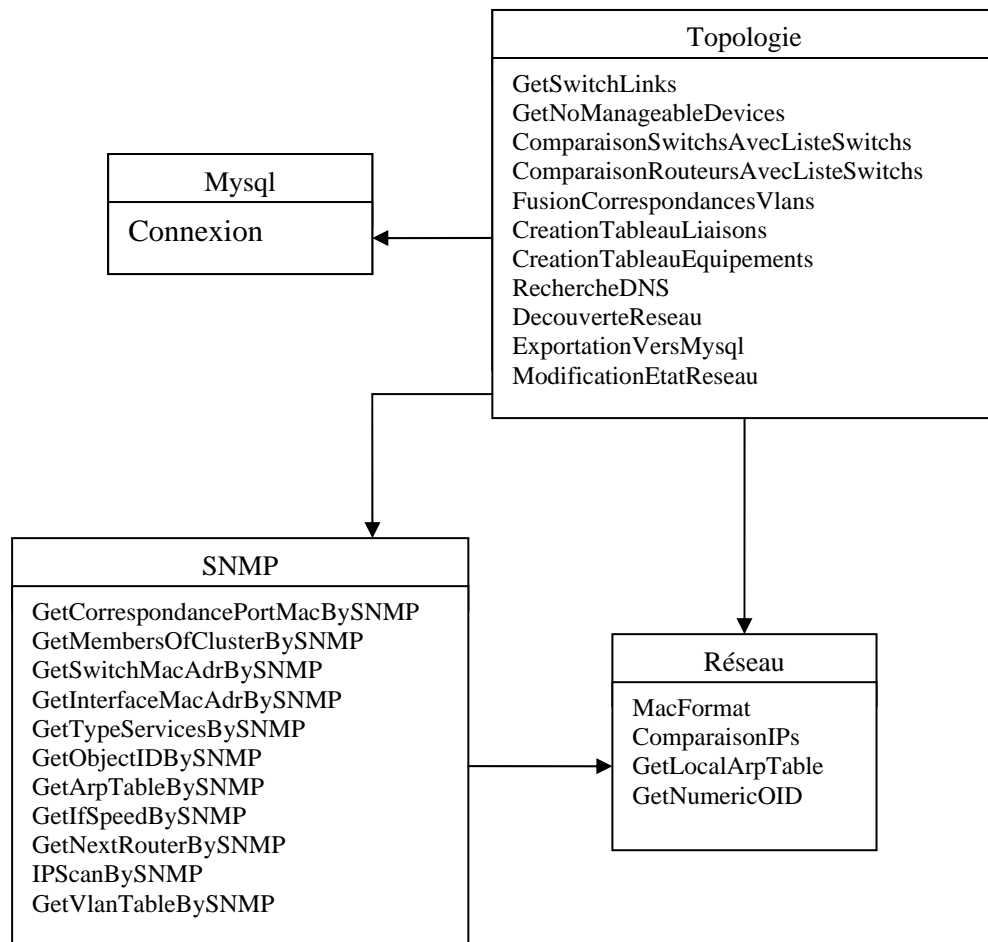 Topologie
GetSwitchLinks
GetNoManageableDevices
ComparaisonSwitchsAvecListeSwitchs
ComparaisonRouteursAvecListeSwitchs
FusionCorrespondancesVlans
CreationTableauLiaisons
CreationTableauEquipements
RechercheDNS
DecouverteReseau
ExportationVersMysql
ModificationEtatReseau
Mysql
Connexion
SNMP
GetCorrespondancePortMacBySNMP
GetMembersOfClusterBySNMP
GetSwitchMacAdrBySNMP
GetInterfaceMacAdrBySNMP
GetTypeServicesBySNMP
GetObjectIDBySNMP
GetArpTableBySNMP
GetIfSpeedBySNMP
GetNextRouterBySNMP
IPScanBySNMP
GetVlanTableBySNMP
Réseau
MacFormat
ComparaisonIPs
GetLocalArpTable
GetNumericOID